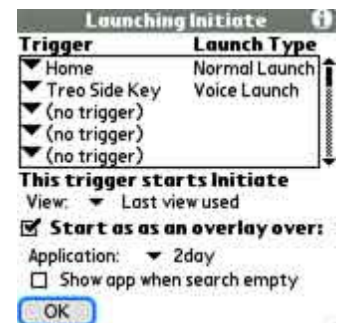 Launching Initiate
Trigger Launch Type
Home Normal Launch
Treo Side Key Voice Launch
(no trigger)
(no trigger)
(no trigger)
This trigger starts Initiate
View: Last view used
Start as as an overlay over:
Application: 2day
Show app when search empty
OK